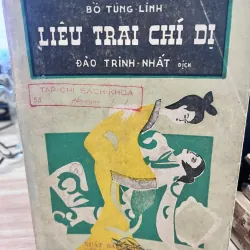 BỒ TÙNG LINH
LIÊU TRAI CHÍ DỊ
ĐÀO TRINH-NHẤT DỊCH
TẠP-CHÍ BÁCH-KHOA